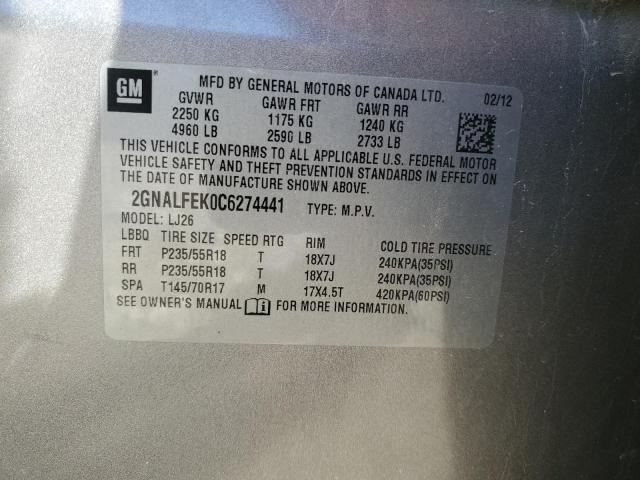 GM
MFD BY GENERAL MOTORS OF CANADA LTD. 02/12
GVWR GAWR FRT GAWR RR
2250 KG 1175 KG 1240 KG
4960 LB 2590 LB 2733 LB
THIS VEHICLE CONFORMS TO ALL APPLICABLE U.S. FEDERAL MOTOR
VEHICLE SAFETY AND THEFT PREVENTION STANDARDS IN EFFECT ON
THE DATE OF MANUFACTURE SHOWN ABOVE.
2GNALFEK0C6274441 TYPE: M.P.V.
MODEL: LJ26
LBBQ TIRE SIZE SPEED RTG RIM COLD TIRE PRESSURE
FRT P235/55R18 T 18X7J 240KPA(35PSI)
RR P235/55R18 T 18X7J 240KPA(35PSI)
SPA T145/70R17 M 17X4.5T 420KPA(60PSI)
SEE OWNER'S MANUAL FOR MORE INFORMATION.